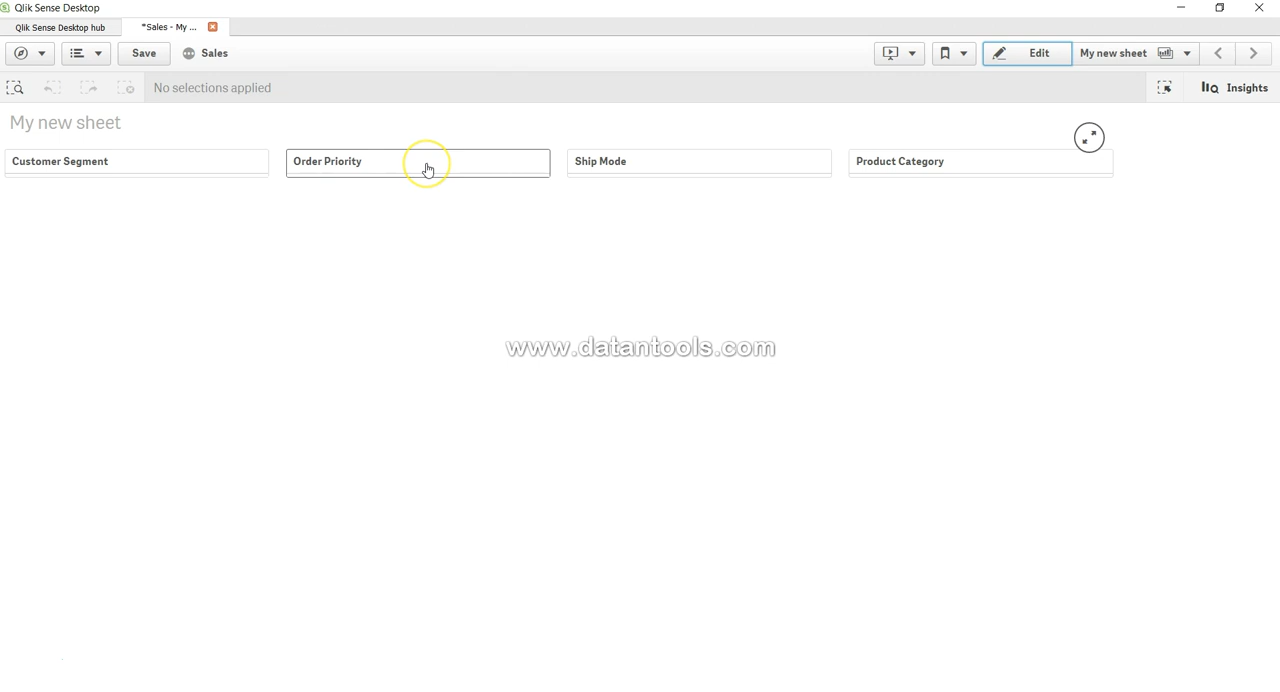 Qlik Sense Desktop
Qlik Sense Desktop hub
*Sales - My ...
Save
Sales
Edit
My new sheet
No selections applied
Insights
My new sheet
Customer Segment
Order Priority
Ship Mode
Product Category
www.datantools.com